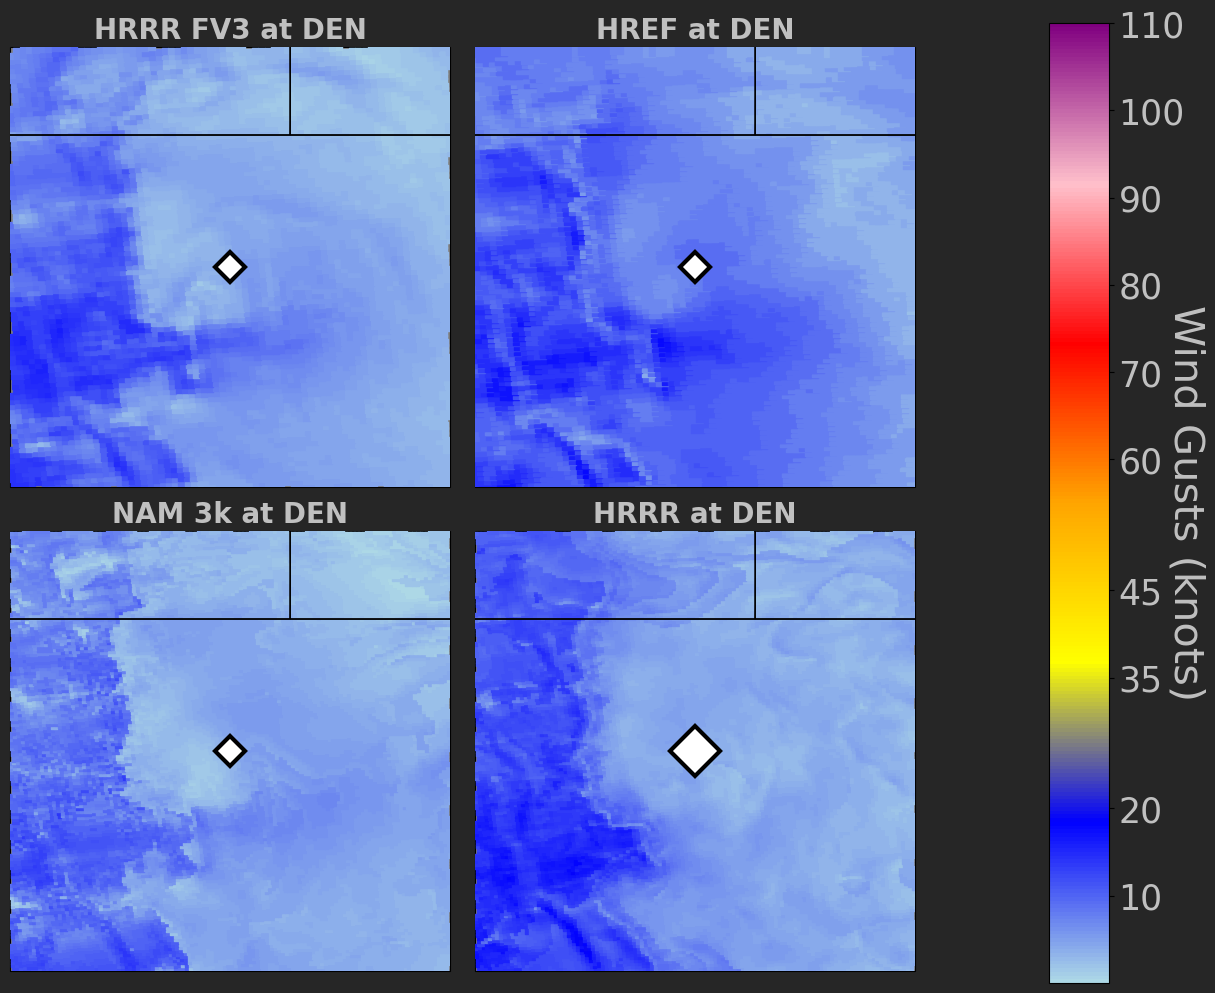 HRRR FV3 at DEN
HREF at DEN
NAM 3k at DEN
HRRR at DEN
110
100
90
80
70
60
45
35
20
10
Wind Gusts (knots)